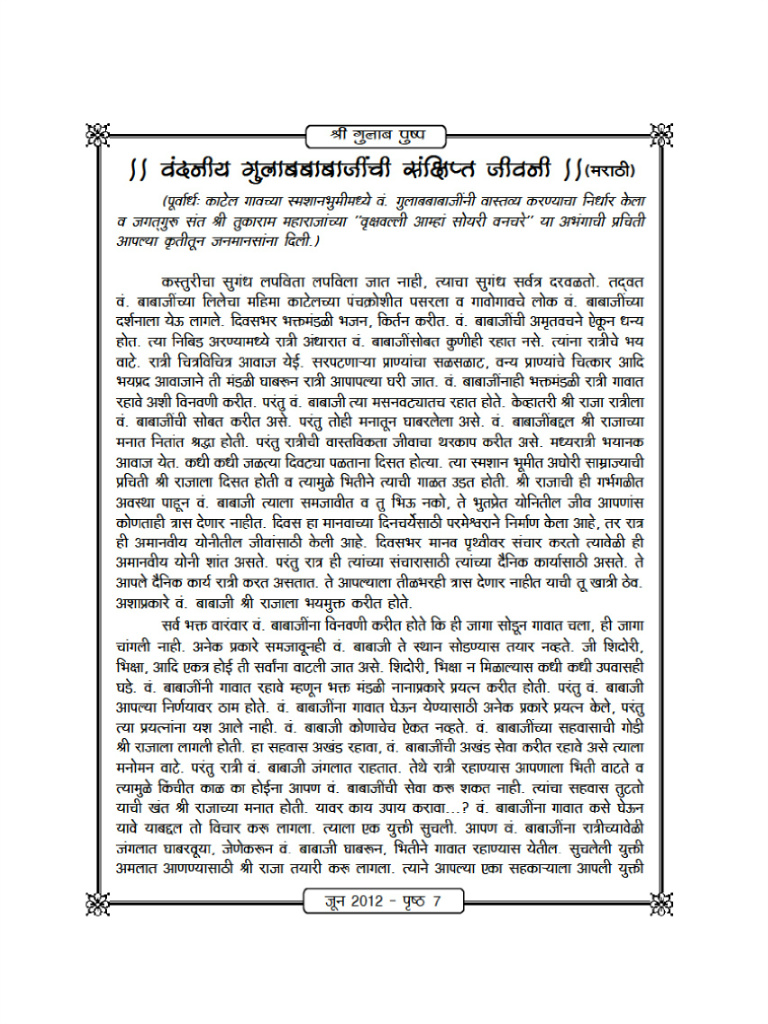 श्री गुलाब पुष्प
।। वंदनीय गुलाबबाबाजींची संक्षिप्त जीवनी ।।(मराठी)
(पूर्वार्धः काटेल गावच्या स्मशानभुमीमध्ये वं. गुलाबबाबाजींनी वास्तव्य करण्याचा निर्धार केला
व जगत्‌गुरू संत श्री तुकाराम महाराजांच्या "वृक्षवल्ली आम्हां सोयरी वनचरे" या अभंगाची प्रचिती
आपल्या कृतीतून जनमानसांना दिली.)
कस्तुरीचा सुगंध लपविता लपविला जात नाही, त्याचा सुगंध सर्वत्र दरवळतो. तद्‌वत
वं. बाबाजींच्या लिलेचा महिमा काटेलच्या पंचक्रोशीत पसरला व गावोगावचे लोक वं. बाबाजींच्या
दर्शनाला येऊ लागले. दिवसभर भक्तमंडळी भजन, किर्तन करीत. वं. बाबाजींची अमृतवचने ऐकून धन्य
होत. त्या निबिड अरण्यामध्ये रात्री अंधारात वं. बाबाजींसोबत कुणीही रहात नसे. त्यांना रात्रीचे भय
वाटे. रात्री चित्रविचित्र आवाज येई. सरपटणाऱ्या प्राण्यांचा सळसळाट, वन्य प्राण्यांचे चित्कार आदि
भयप्रद आवाजाने ती मंडळी घाबरून रात्री आपापल्या घरी जात. वं. बाबाजींनाही भक्तमंडळी रात्री गावात
रहावे अशी विनवणी करीत. परंतु वं. बाबाजी त्या मसनवट्यातच रहात होते. केव्हातरी श्री राजा रात्रीला
वं. बाबाजींची सोबत करीत असे. परंतु तोही मनातून घाबरलेला असे. वं. बाबाजींबद्दल श्री राजाच्या
मनात नितांत श्रद्धा होती. परंतु रात्रीची वास्तविकता जीवाचा थरकाप करीत असे. मध्यरात्री भयानक
आवाज येत. कधी कधी जळत्या दिवट्या पळताना दिसत होत्या. त्या स्मशान भूमीत अघोरी साम्राज्याची
प्रचिती श्री राजाला दिसत होती व त्यामुळे भितीने त्याची गाळत उडत होती. श्री राजाची ही गर्भगळीत
अवस्था पाहून वं. बाबाजी त्याला समजावीत व तु भिऊ नको, ते भुतप्रेत योनितील जीव आपणांस
कोणताही त्रास देणार नाहीत. दिवस हा मानवाच्या दिनचर्येसाठी परमेश्वराने निर्माण केला आहे, तर रात्र
ही अमानवीय योनीतील जीवांसाठी केली आहे. दिवसभर मानव पृथ्वीवर संचार करतो त्यावेळी ही
अमानवीय योनी शांत असते. परंतु रात्र ही त्यांच्या संचारासाठी त्यांच्या दैनिक कार्यासाठी असते. ते
आपले दैनिक कार्य रात्री करत असतात. ते आपल्याला तीळभरही त्रास देणार नाहीत याची तू खात्री ठेव.
अशाप्रकारे वं. बाबाजी श्री राजाला भयमुक्त करीत होते.
सर्व भक्त वारंवार वं. बाबाजींना विनवणी करीत होते कि ही जागा सोडून गावात चला, ही जागा
चांगली नाही. अनेक प्रकारे समजावूनही वं. बाबाजी ते स्थान सोडण्यास तयार नव्हते. जी शिदोरी,
भिक्षा, आदि एकत्र होई ती सर्वांना वाटली जात असे. शिदोरी, भिक्षा न मिळाल्यास कधी कधी उपवासही
घडे. वं. बाबाजींनी गावात रहावे म्हणून भक्त मंडळी नानाप्रकारे प्रयत्न करीत होती. परंतु वं. बाबाजी
आपल्या निर्णयावर ठाम होते. वं. बाबाजींना गावात घेऊन येण्यासाठी अनेक प्रकारे प्रयत्न केले, परंतु
त्या प्रयत्नांना यश आले नाही. वं. बाबाजी कोणाचेच ऐकत नव्हते. वं. बाबाजींच्या सहवासाची गोडी
श्री राजाला लागली होती. हा सहवास अखंड रहावा, वं. बाबाजींची अखंड सेवा करीत रहावे असे त्याला
मनोमन वाटे. परंतु रात्री वं. बाबाजी जंगलात राहतात. तेथे रात्री रहाण्यास आपणाला भिती वाटते व
त्यामुळे किंचीत काळ का होईना आपण वं. बाबाजींची सेवा करू शकत नाही. त्यांचा सहवास तुटतो
याची खंत श्री राजाच्या मनात होती. यावर काय उपाय करावा...? वं. बाबाजींना गावात कसे घेऊन
यावे याबद्दल तो विचार करू लागला. त्याला एक युक्ती सुचली. आपण वं. बाबाजींना रात्रीच्यावेळी
जंगलात घाबरवूया, जेणेकरून वं. बाबाजी घाबरून, भितीने गावात रहाण्यास येतील. सुचलेली युक्ती
अमलात आणण्यासाठी श्री राजा तयारी करू लागला. त्याने आपल्या एका सहकाऱ्याला आपली युक्ती
जून 2012 - पृष्ठ 7